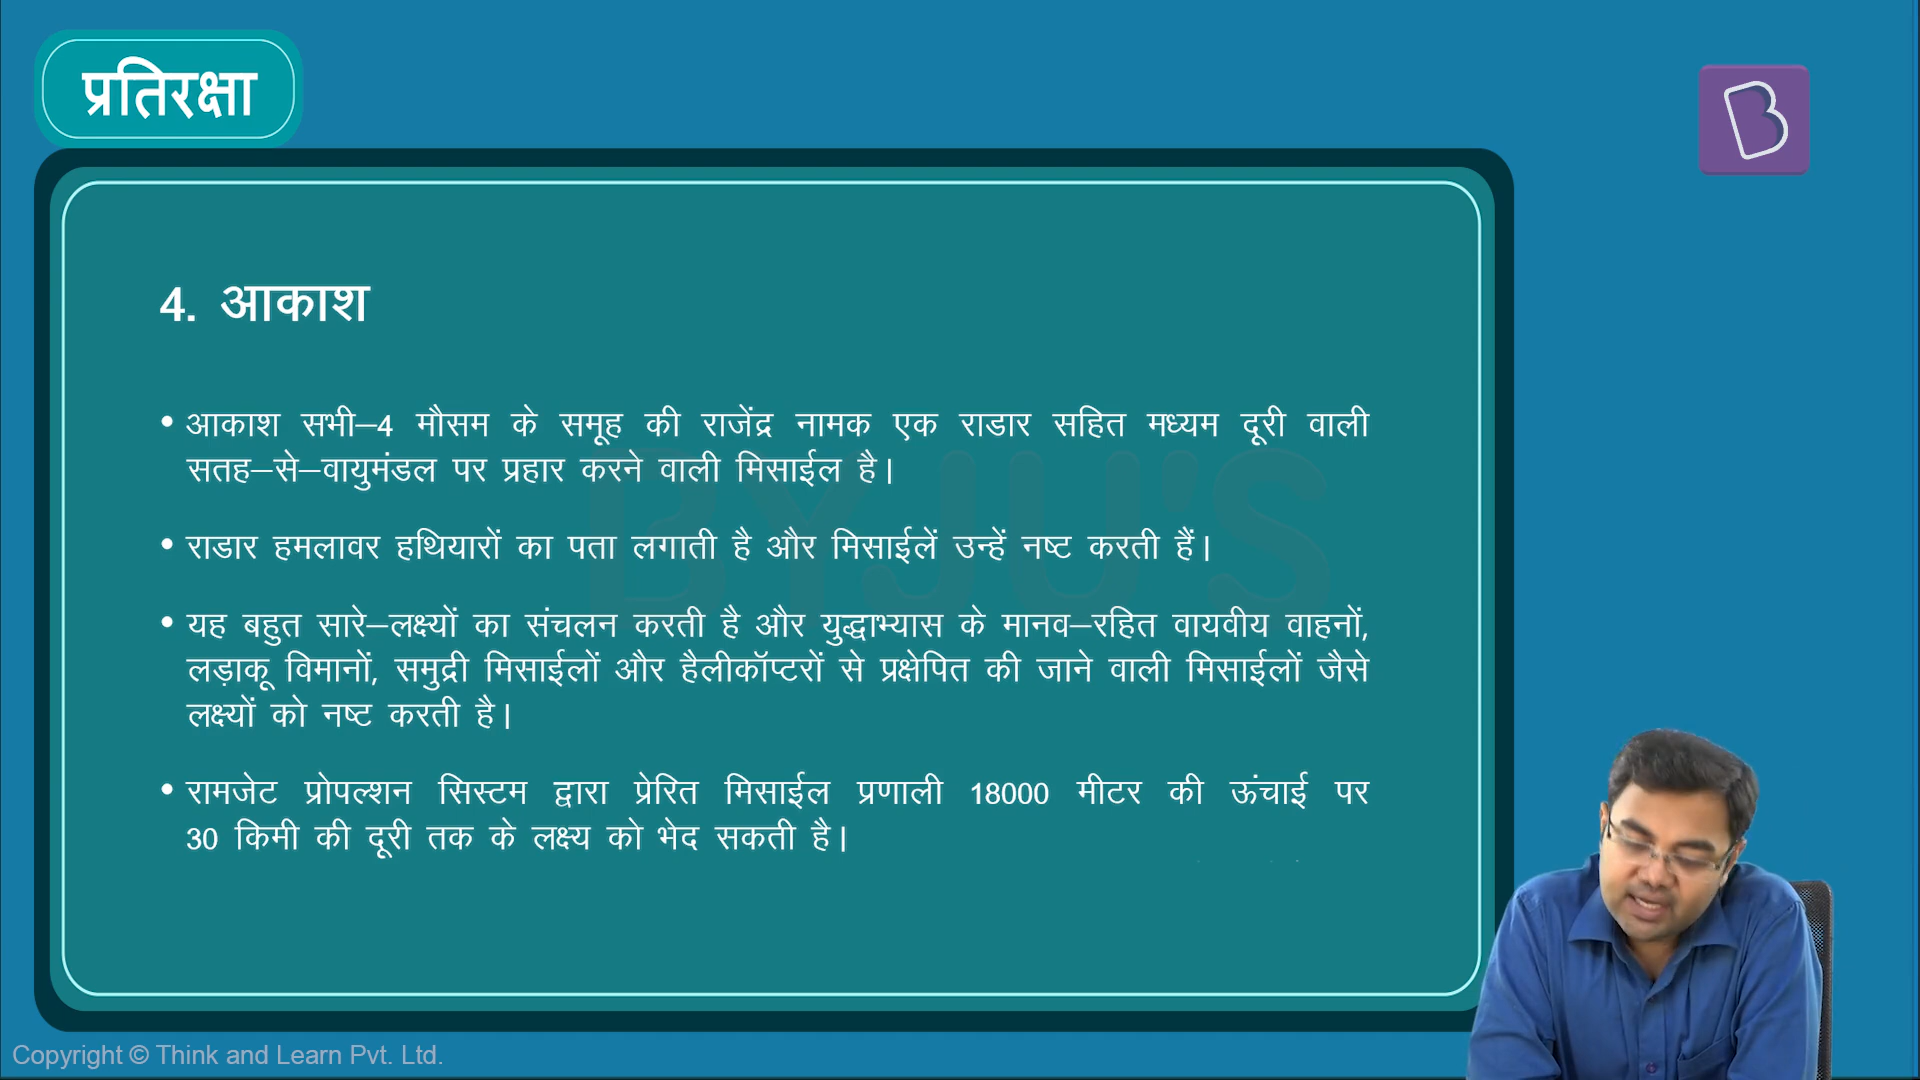 प्रतिरक्षा
B
4. आकाश
• आकाश सभी–4 मौसम के समूह की राजेंद्र नामक एक राडार सहित मध्यम दूरी वाली
सतह–से–वायुमंडल पर प्रहार करने वाली मिसाईल है।
• राडार हमलावर हथियारों का पता लगाती है और मिसाईलें उन्हें नष्ट करती हैं।
• यह बहुत सारे–लक्ष्यों का संचलन करती है और युद्धाभ्यास के मानव–रहित वायवीय वाहनों,
लड़ाकू विमानों, समुद्री मिसाईलों और हैलीकॉप्टरों से प्रक्षेपित की जाने वाली मिसाईलों जैसे
लक्ष्यों को नष्ट करती है।
• रामजेट प्रोपल्शन सिस्टम द्वारा प्रेरित मिसाईल प्रणाली 18000 मीटर की ऊंचाई पर
30 किमी की दूरी तक के लक्ष्य को भेद सकती है।
BYJU'S
Copyright © Think and Learn Pvt. Ltd.